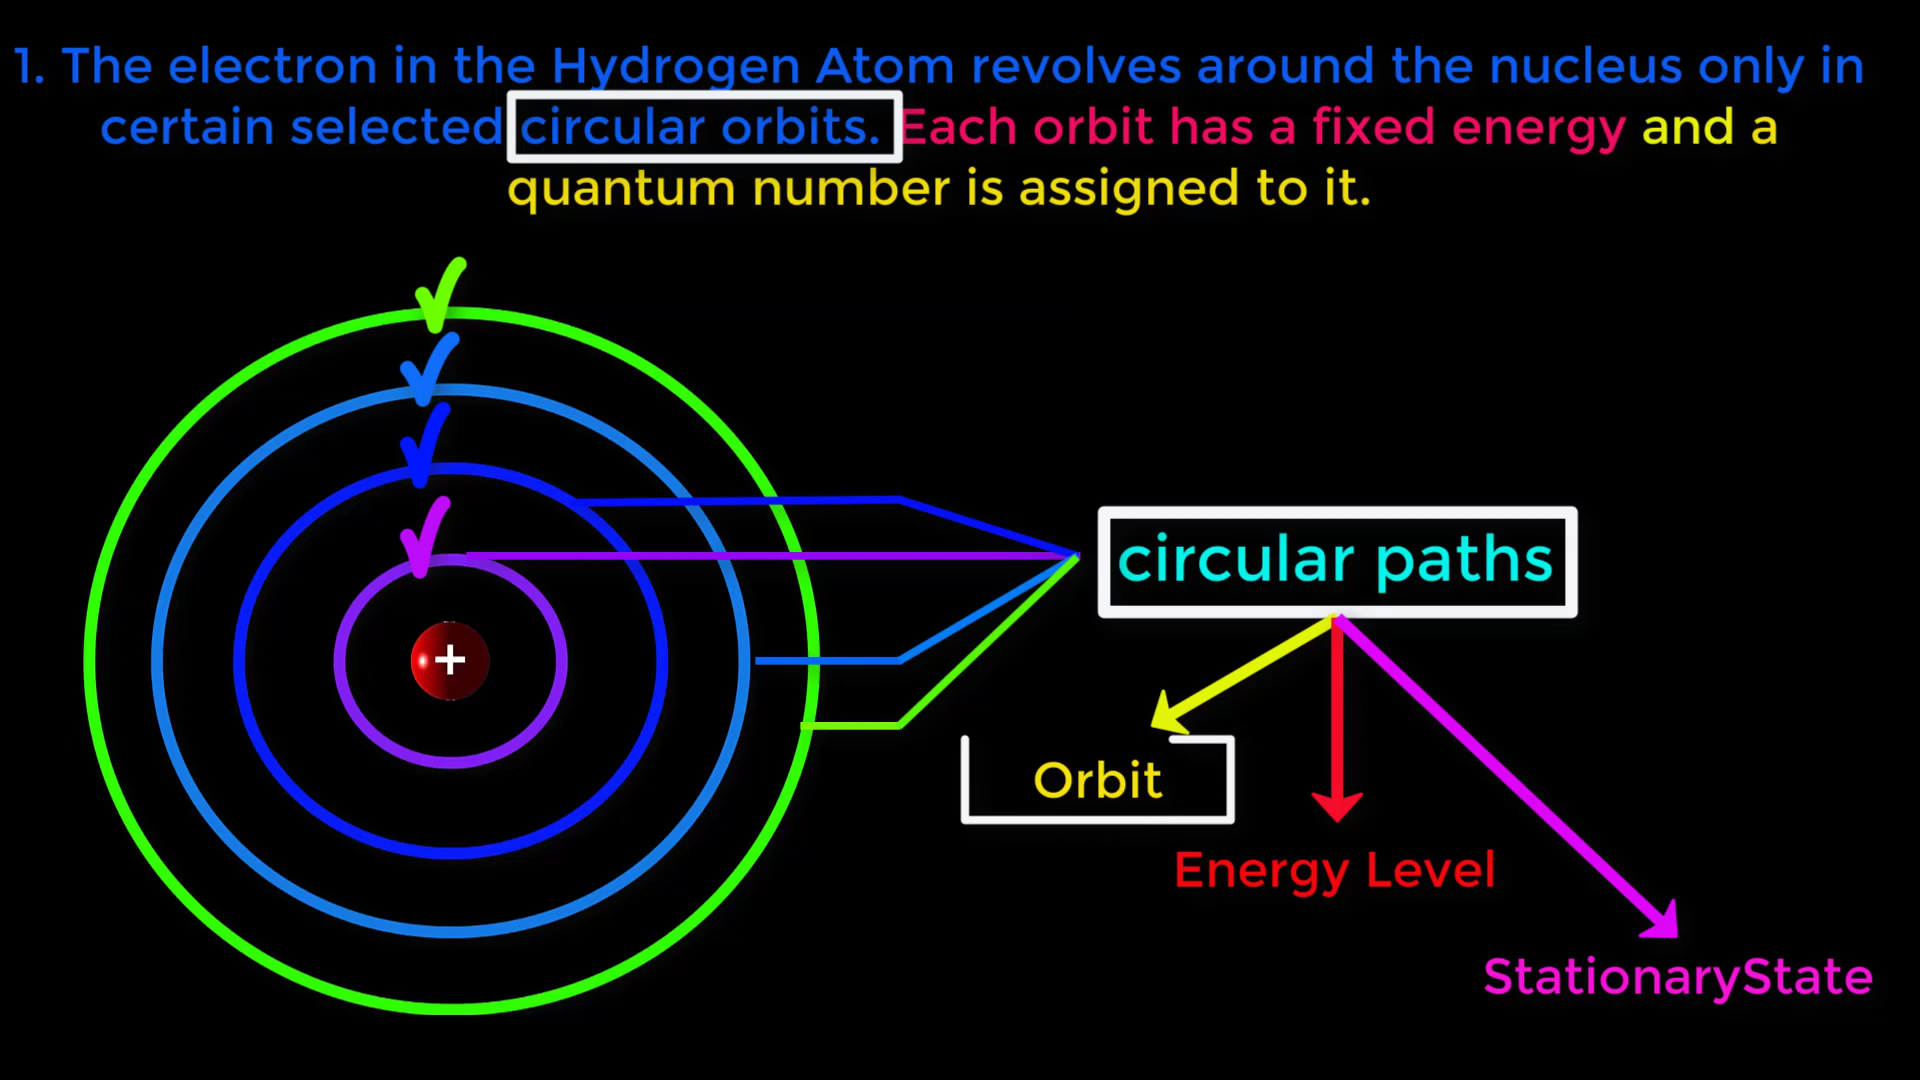 1. The electron in the Hydrogen Atom revolves around the nucleus only in
certain selected circular orbits. Each orbit has a fixed energy and a
quantum number is assigned to it.
circular paths
+
Orbit
Energy Level
StationaryState